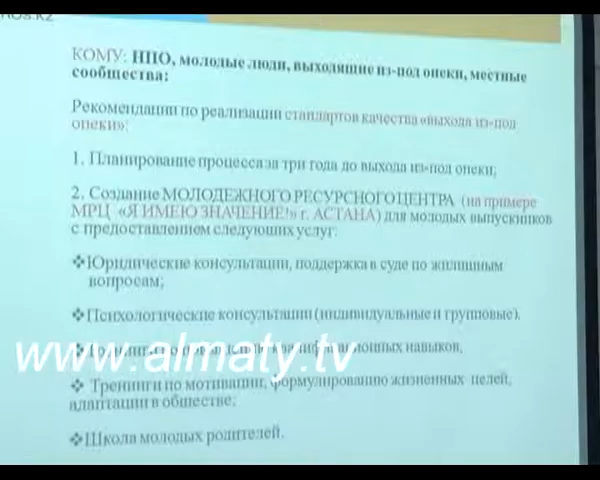 КОМУ: НПО, молодые люди, выходящие из-под опеки, местные
сообщества:
Рекомендации по реализации стандартов качества «выхода из-под
опеки»:
1. Планирование процесса за три года до выхода из-под опеки;
2. Создание МОЛОДЕЖНОГО РЕСУРСНОГО ЦЕНТРА (на примере
МРЦ «Я ИМЕЮ ЗНАЧЕНИЕ!» г. АСТАНА) для молодых выпускников
с предоставлением следующих услуг:
❖Юридические консультации, поддержка в суде по жилищным
вопросам;
❖Психологические консультации (индивидуальные и групповые),
❖ навыков,
www.almaty.tv
❖ Тренинги по мотивации, формулированию жизненных целей,
адаптации в обществе;
❖Школа молодых родителей.